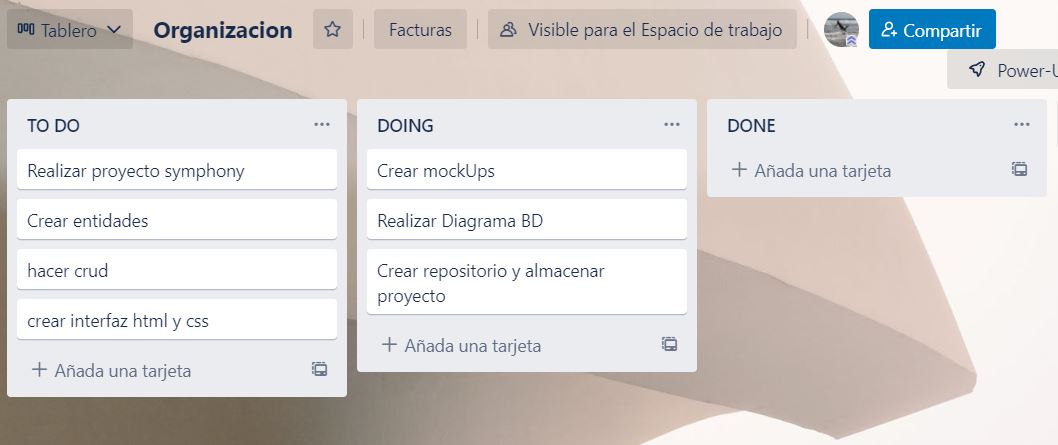 Tablero
Organizacion
Facturas
Visible para el Espacio de trabajo
Compartir
Power-U
TO DO
Realizar proyecto symphony
Crear entidades
hacer crud
crear interfaz html y css
+ Añada una tarjeta
DOING
Crear mockUps
Realizar Diagrama BD
Crear repositorio y almacenar
proyecto
+ Añada una tarjeta
DONE
+ Añada una tarjeta